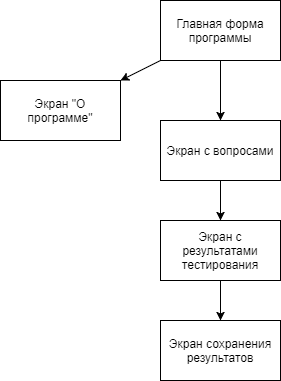 Главная форма
программы
Экран "О
программе"
Экран с вопросами
Экран с
результатами
тестирования
Экран сохранения
результатов